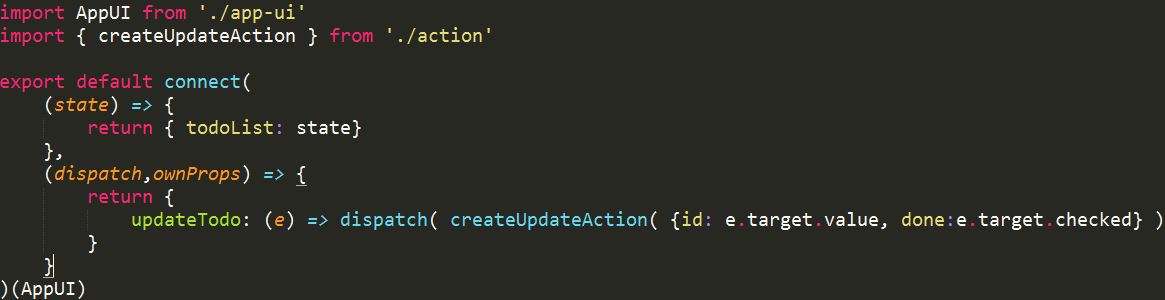 import AppUI from './app-ui'
import { createUpdateAction } from './action'
export default connect(
(state) => {
return { todoList: state}
},
(dispatch,ownProps) => {
return {
updateTodo: (e) => dispatch( createUpdateAction( {id: e.target.value, done:e.target.checked} )
}
}
)(AppUI)